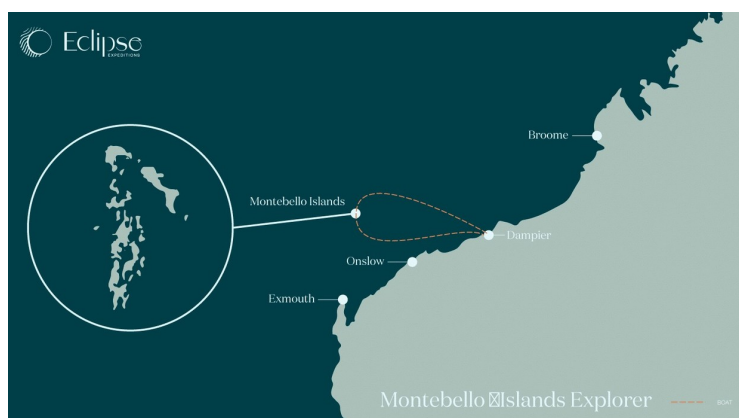 Eclipse
EXPEDITIONS
Broome
Montebello Islands
Dampier
Onslow
Exmouth
Montebello Islands Explorer
BOAT